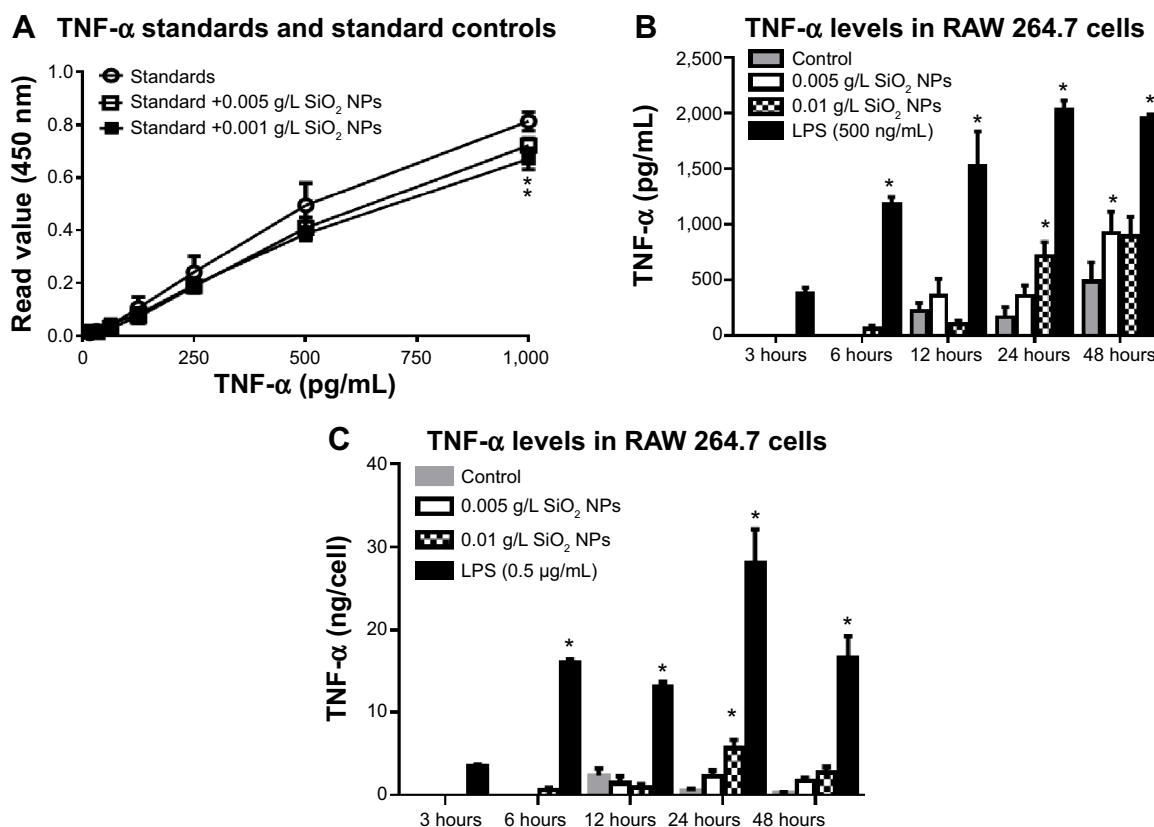 A TNF-α standards and standard controls
Read value (450 nm)
1.0
0.8
0.6
0.4
0.2
0.0
Standards
Standard +0.005 g/L SiO₂ NPs
Standard +0.001 g/L SiO₂ NPs
*
*
0 250 500 750 1,000
TNF-α (pg/mL)
B TNF-α levels in RAW 264.7 cells
TNF-α (pg/mL)
2,500
2,000
1,500
1,000
500
0
Control
0.005 g/L SiO₂ NPs
0.01 g/L SiO₂ NPs
LPS (500 ng/mL)
* * * * * *
3 hours 6 hours 12 hours 24 hours 48 hours
C TNF-α levels in RAW 264.7 cells
TNF-α (ng/cell)
40
30
20
10
0
Control
0.005 g/L SiO₂ NPs
0.01 g/L SiO₂ NPs
LPS (0.5 µg/mL)
* * * * *
3 hours 6 hours 12 hours 24 hours 48 hours